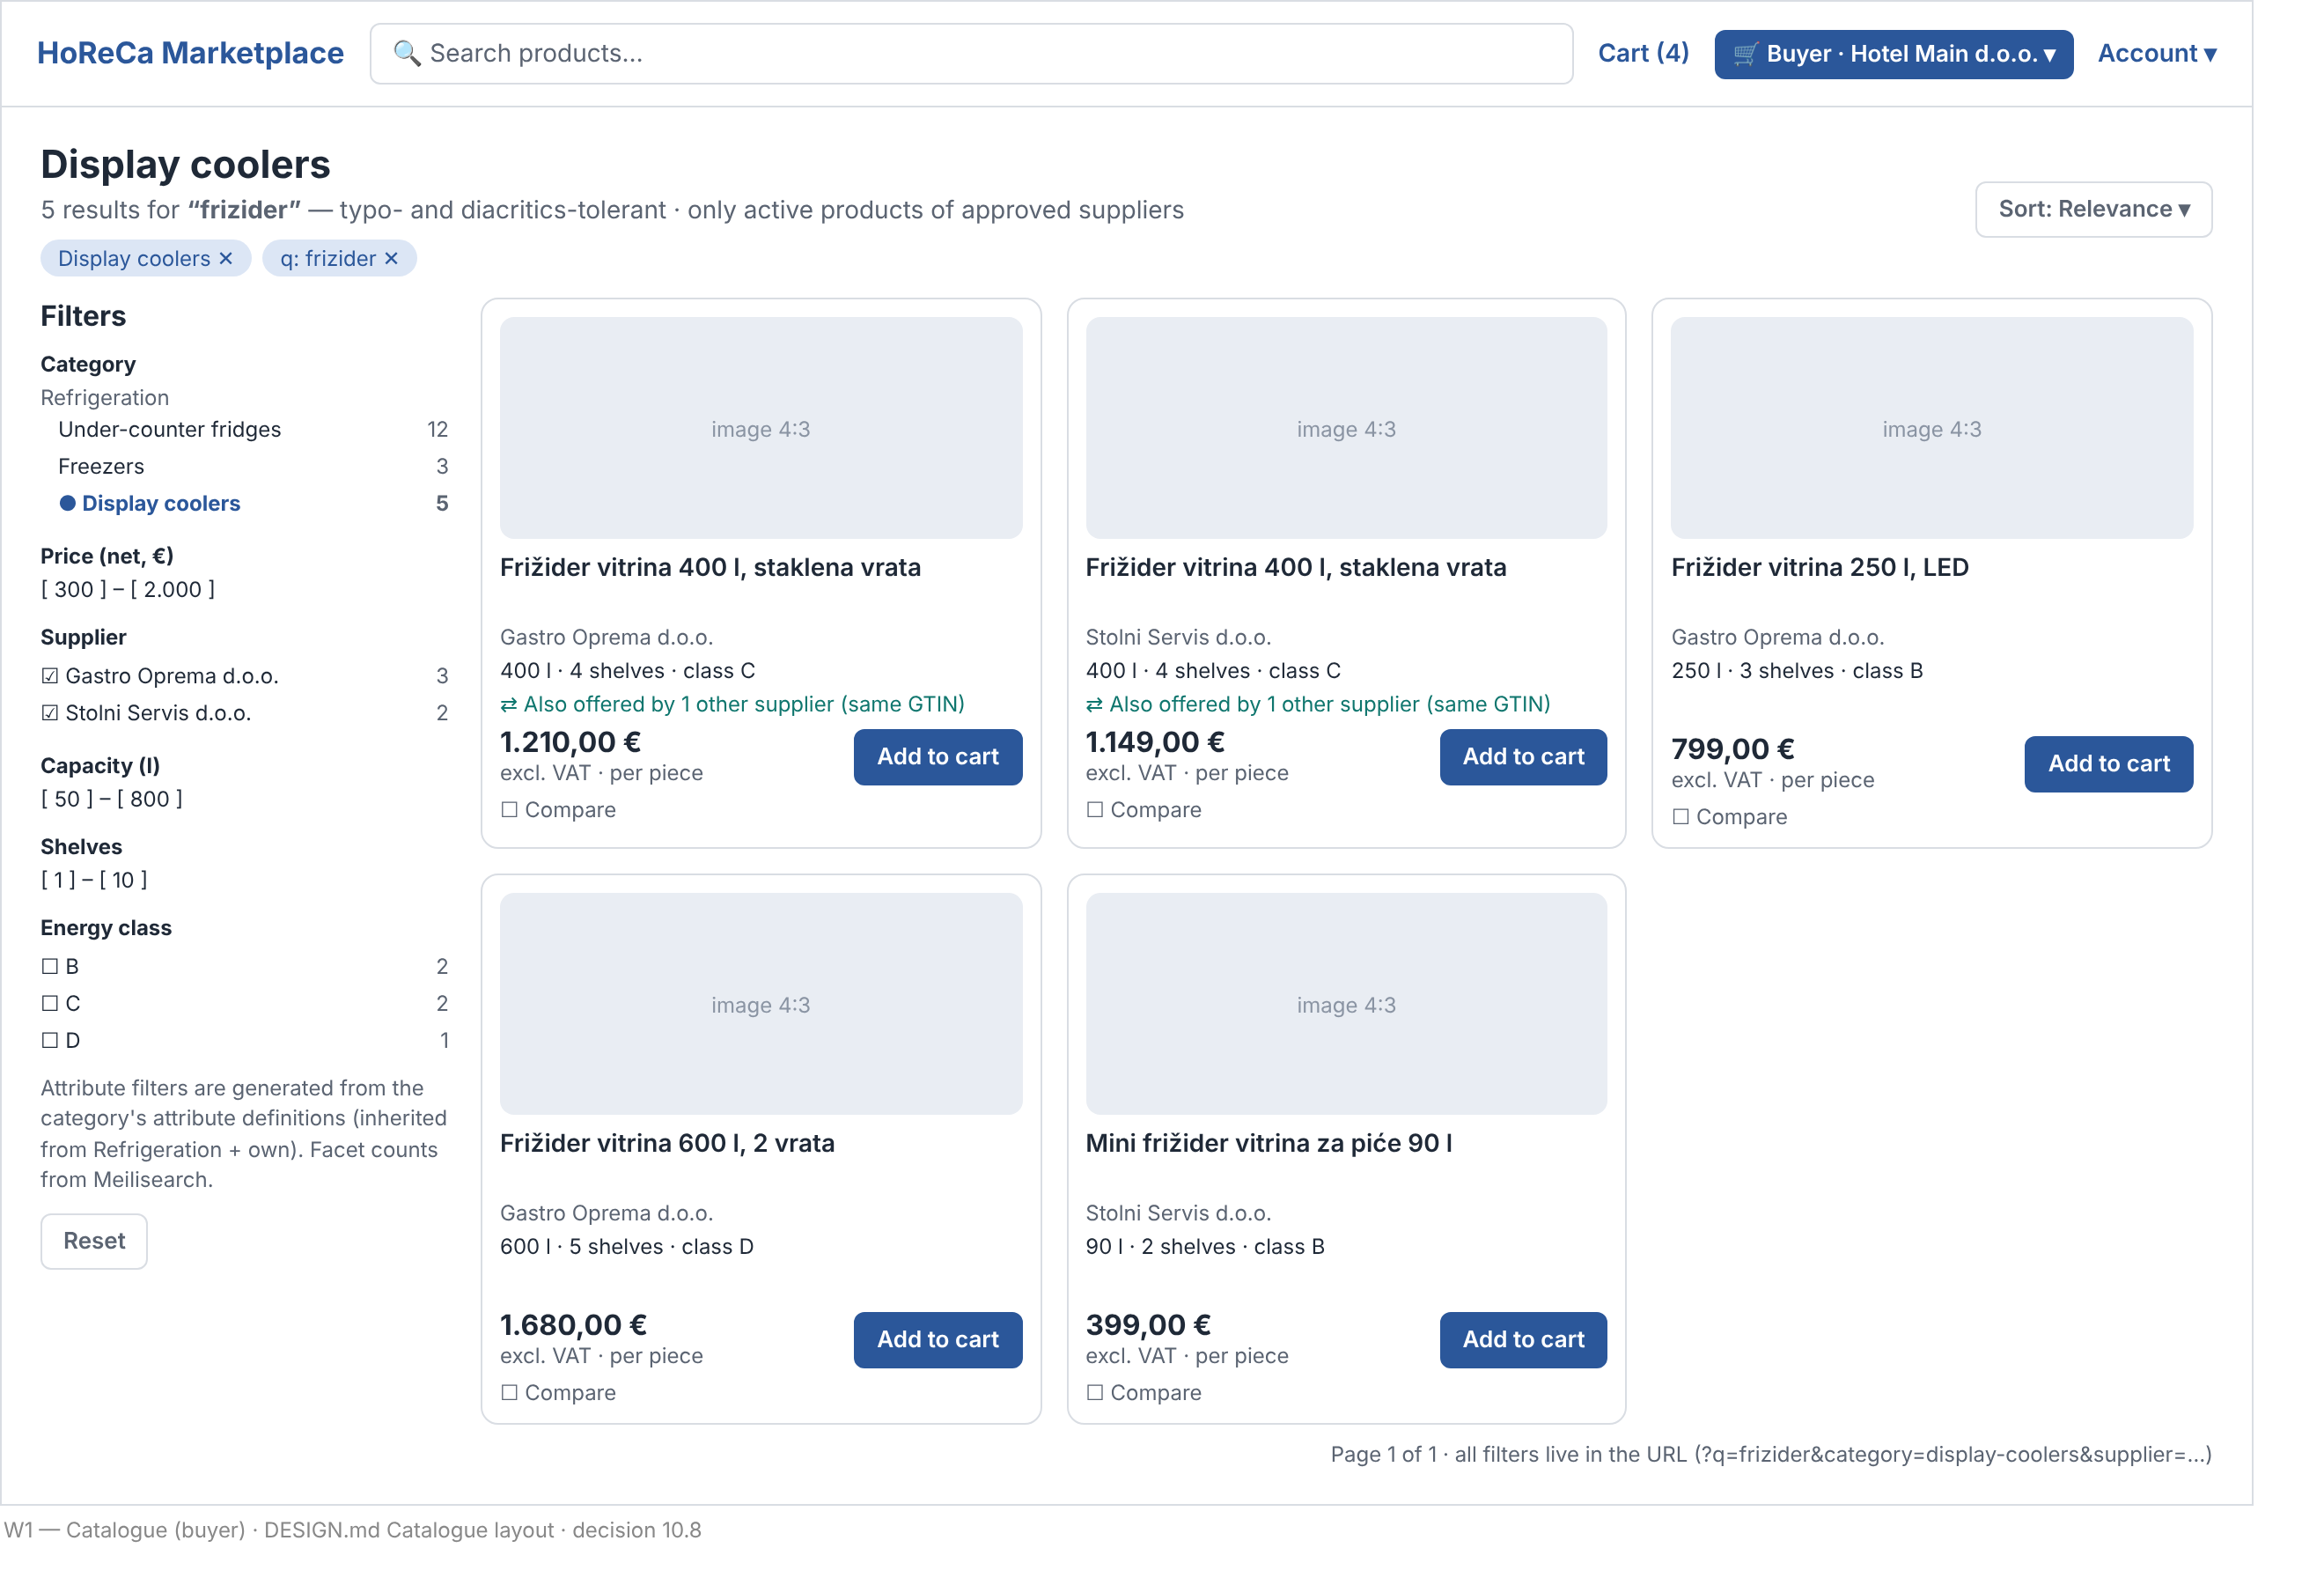 HoReCa Marketplace
🔍 Search products...
Cart (4)
🛒 Buyer · Hotel Main d.o.o. ▾
Account ▾
Display coolers
5 results for “frizider” — typo- and diacritics-tolerant · only active products of approved suppliers
Sort: Relevance ▾
Display coolers ✕
q: frizider ✕
Filters
Category
Refrigeration
Under-counter fridges 12
Freezers 3
● Display coolers 5
Price (net, €)
[ 300 ] – [ 2.000 ]
Supplier
☑ Gastro Oprema d.o.o. 3
☑ Stolni Servis d.o.o. 2
Capacity (l)
[ 50 ] – [ 800 ]
Shelves
[ 1 ] – [ 10 ]
Energy class
☐ B 2
☐ C 2
☐ D 1
Attribute filters are generated from the
category's attribute definitions (inherited
from Refrigeration + own). Facet counts
from Meilisearch.
Reset
image 4:3
Frižider vitrina 400 l, staklena vrata
Gastro Oprema d.o.o.
400 l · 4 shelves · class C
⇄ Also offered by 1 other supplier (same GTIN)
1.210,00 €
excl. VAT · per piece
Add to cart
☐ Compare
image 4:3
Frižider vitrina 400 l, staklena vrata
Stolni Servis d.o.o.
400 l · 4 shelves · class C
⇄ Also offered by 1 other supplier (same GTIN)
1.149,00 €
excl. VAT · per piece
Add to cart
☐ Compare
image 4:3
Frižider vitrina 250 l, LED
Gastro Oprema d.o.o.
250 l · 3 shelves · class B
799,00 €
excl. VAT · per piece
Add to cart
☐ Compare
image 4:3
Frižider vitrina 600 l, 2 vrata
Gastro Oprema d.o.o.
600 l · 5 shelves · class D
1.680,00 €
excl. VAT · per piece
Add to cart
☐ Compare
image 4:3
Mini frižider vitrina za piće 90 l
Stolni Servis d.o.o.
90 l · 2 shelves · class B
399,00 €
excl. VAT · per piece
Add to cart
☐ Compare
Page 1 of 1 · all filters live in the URL (?q=frizider&category=display-coolers&supplier=...)
W1 — Catalogue (buyer) · DESIGN.md Catalogue layout · decision 10.8